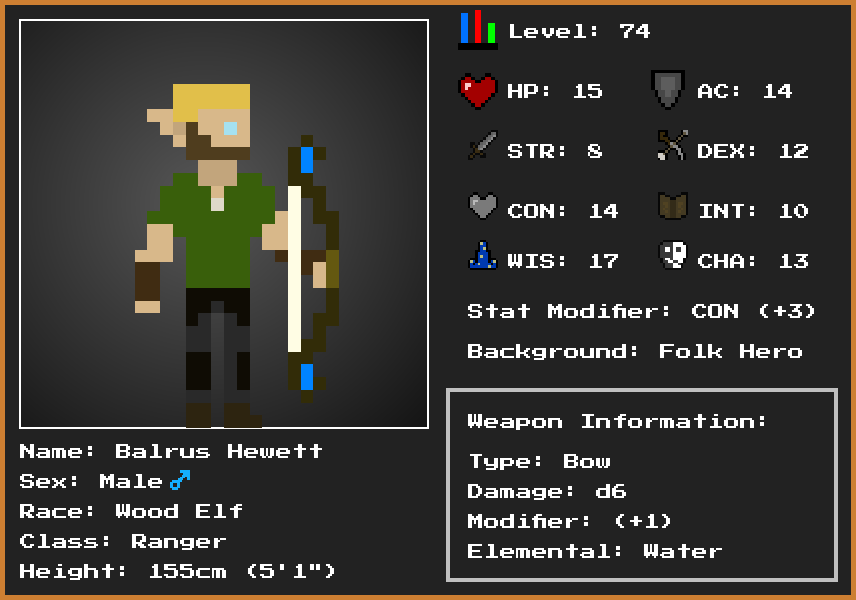 Level: 74
HP: 15 AC: 14
STR: 8 DEX: 12
CON: 14 INT: 10
WIS: 17 CHA: 13
Stat Modifier: CON (+3)
Background: Folk Hero
Weapon Information:
Type: Bow
Damage: d6
Modifier: (+1)
Elemental: Water
Name: Balrus Hewett
Sex: Male ♂
Race: Wood Elf
Class: Ranger
Height: 155cm (5'1")